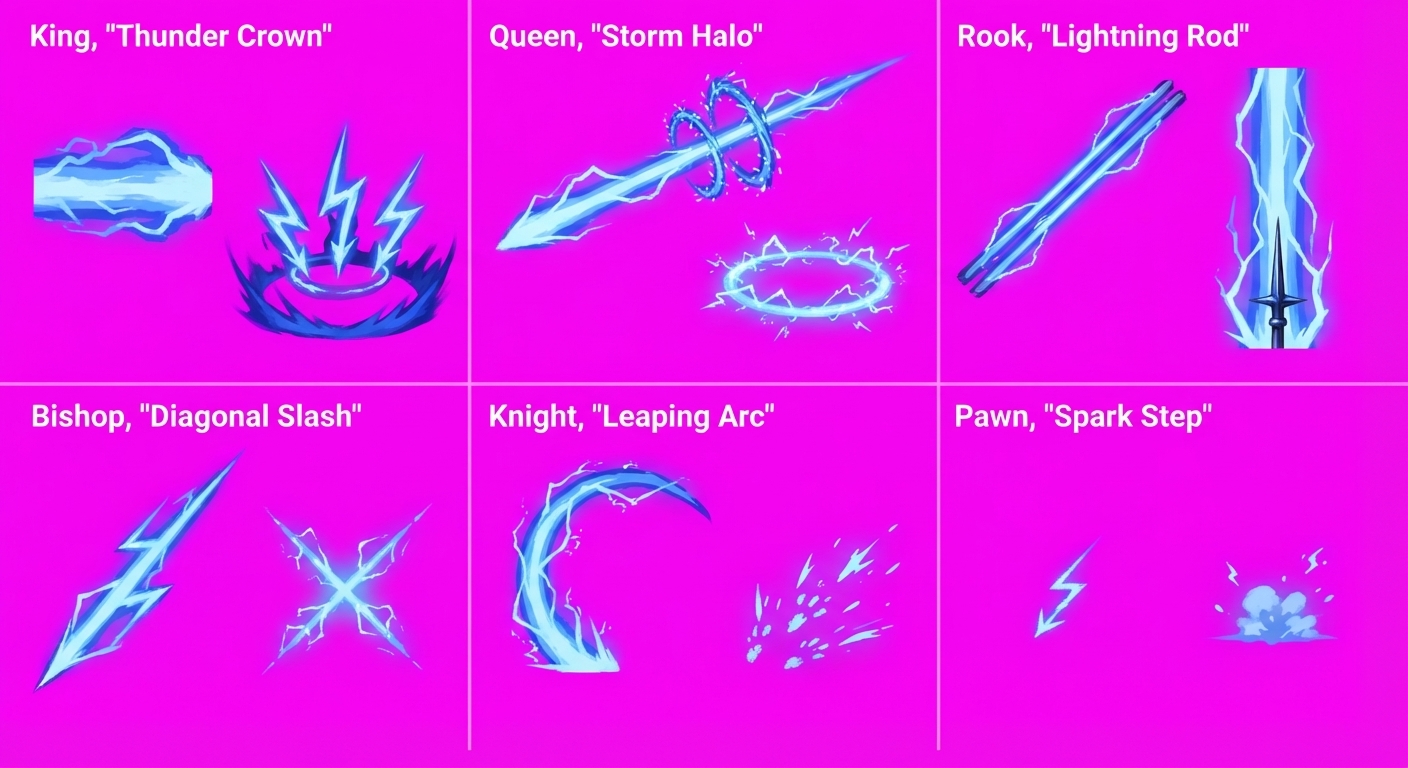 King, "Thunder Crown"
Queen, "Storm Halo"
Rook, "Lightning Rod"
Bishop, "Diagonal Slash"
Knight, "Leaping Arc"
Pawn, "Spark Step"